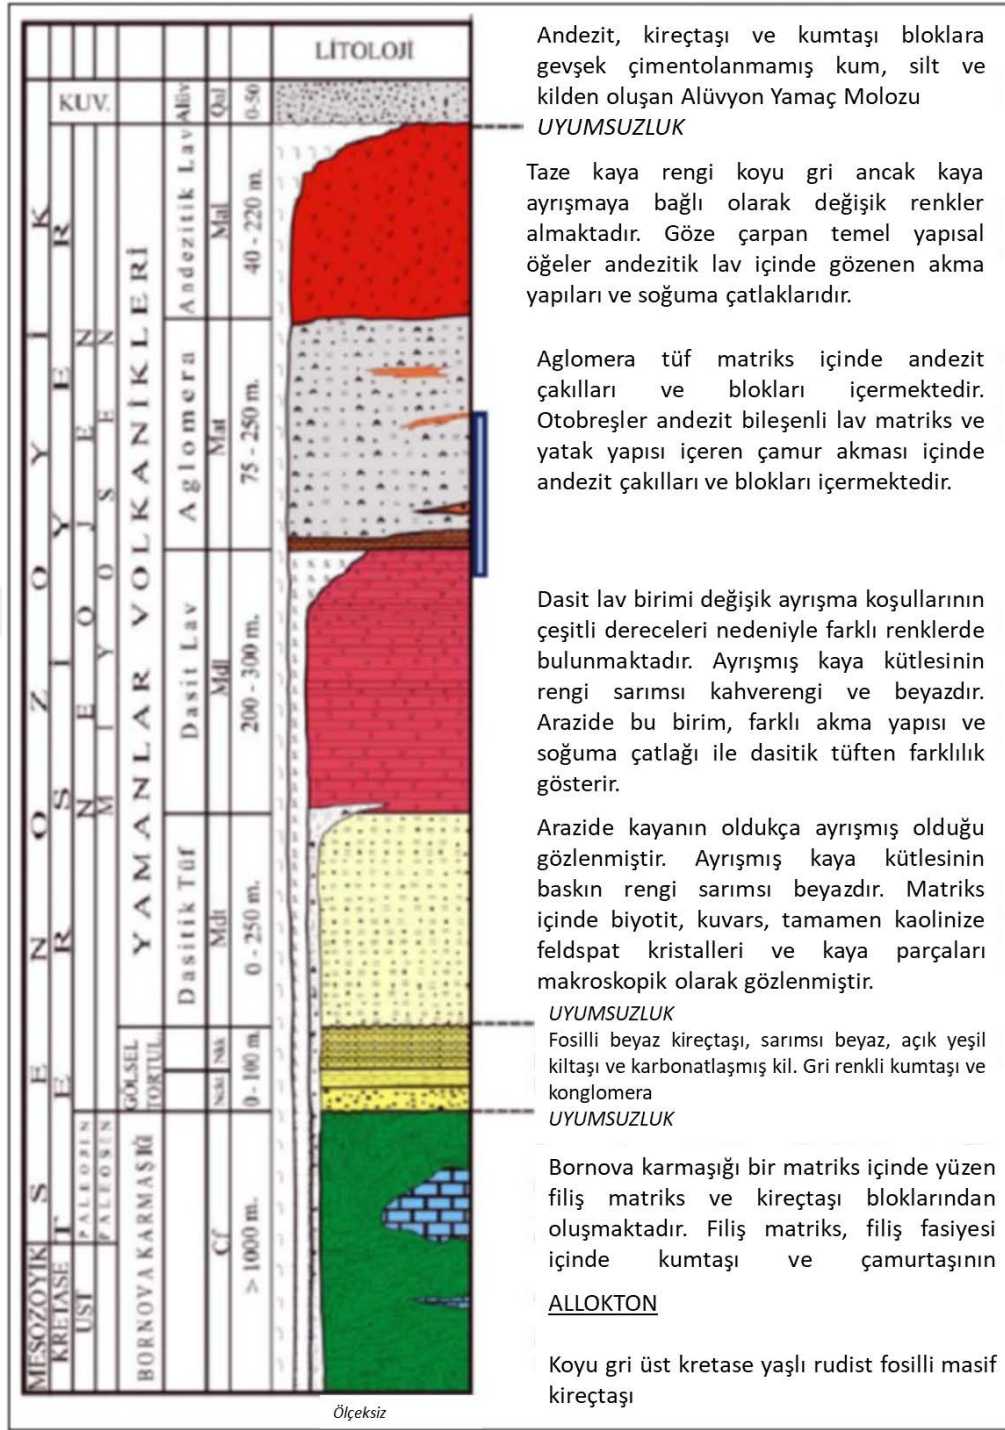 LİTOLOJİ
KUV.
Alüv
Qal
0-50
SENOZOYİK
TERSİYER
NEOJEN
MİYOSEN
YAMANLAR VOLKANİKLERİ
Andezitik Lav
Mal
40 - 220 m.
Aglomera
Mat
75 - 250 m.
Dasit Lav
Mdl
200 - 300 m.
Dasitik Tüf
Mdt
0 - 250 m.
GÖLSEL
TORTUL
Nkk
0 - 100 m.
MESOZOYİK
KRETASE
ÜST
PALEOJEN
PALEOSEN
BORNOVA KARMAŞIĞI
Cf
> 1000 m.
Ölçeksiz
Andezit, kireçtaşı ve kumtaşı bloklara
gevşek çimentolanmamış kum, silt ve
kilden oluşan Alüvyon Yamaç Molozu
UYUMSUZLUK
Taze kaya rengi koyu gri ancak kaya
ayrışmaya bağlı olarak değişik renkler
almaktadır. Göze çarpan temel yapısal
öğeler andezitik lav içinde gözenen akma
yapıları ve soğuma çatlaklarıdır.
Aglomera tüf matriks içinde andezit
çakılları ve blokları içermektedir.
Otobreşler andezit bileşenli lav matriks ve
yatak yapısı içeren çamur akması içinde
andezit çakılları ve blokları içermektedir.
Dasit lav birimi değişik ayrışma koşullarının
çeşitli dereceleri nedeniyle farklı renklerde
bulunmaktadır. Ayrışmış kaya kütlesinin
rengi sarımsı kahverengi ve beyazdır.
Arazide bu birim, farklı akma yapısı ve
soğuma çatlağı ile dasitik tüften farklılık
gösterir.
Arazide kayanın oldukça ayrışmış olduğu
gözlenmiştir. Ayrışmış kaya kütlesinin
baskın rengi sarımsı beyazdır. Matriks
içinde biyotit, kuvars, tamamen kaolinize
feldspat kristalleri ve kaya parçaları
makroskopik olarak gözlenmiştir.
UYUMSUZLUK
Fosilli beyaz kireçtaşı, sarımsı beyaz, açık yeşil
kiltaşı ve karbonatlaşmış kil. Gri renkli kumtaşı ve
konglomera
UYUMSUZLUK
Bornova karmaşığı bir matriks içinde yüzen
filiş matriks ve kireçtaşı bloklarından
oluşmaktadır. Filiş matriks, filiş fasiyesi
içinde kumtaşı ve çamurtaşının
ALLOKTON
Koyu gri üst kretase yaşlı rudist fosilli masif
kireçtaşı